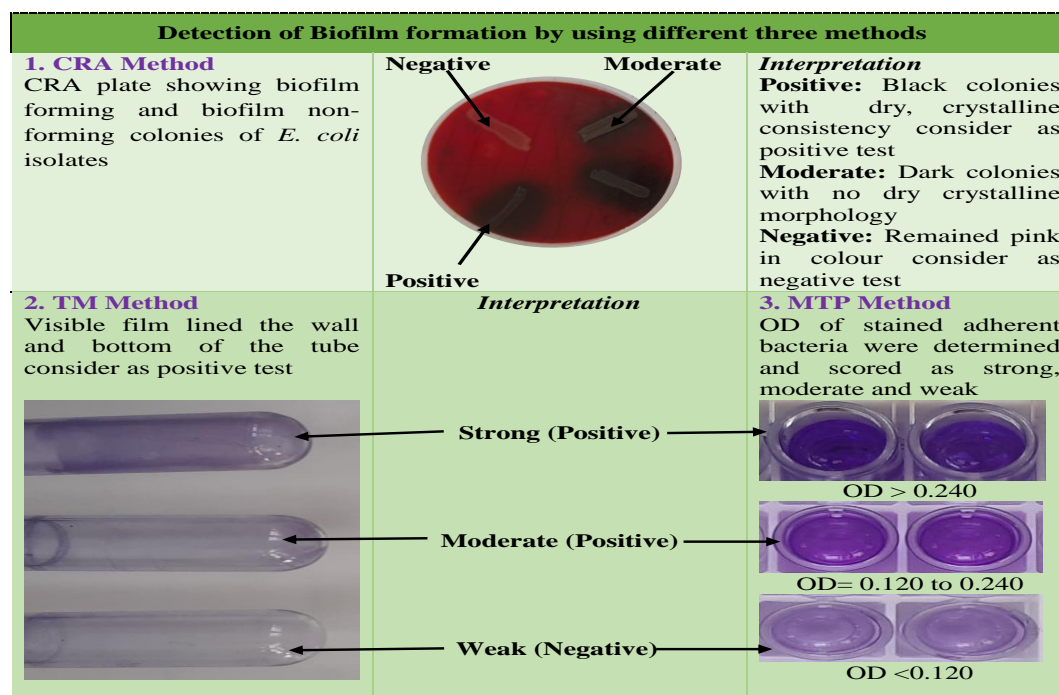 Detection of Biofilm formation by using different three methods
1. CRA Method
CRA plate showing biofilm
forming and biofilm non-
forming colonies of E. coli
isolates
Negative
Moderate
Positive
Interpretation
Positive: Black colonies
with dry, crystalline
consistency consider as
positive test
Moderate: Dark colonies
with no dry crystalline
morphology
Negative: Remained pink
in colour consider as
negative test
2. TM Method
Visible film lined the wall
and bottom of the tube
consider as positive test
Interpretation
Strong (Positive)
Moderate (Positive)
Weak (Negative)
3. MTP Method
OD of stained adherent
bacteria were determined
and scored as strong,
moderate and weak
OD > 0.240
OD= 0.120 to 0.240
OD <0.120